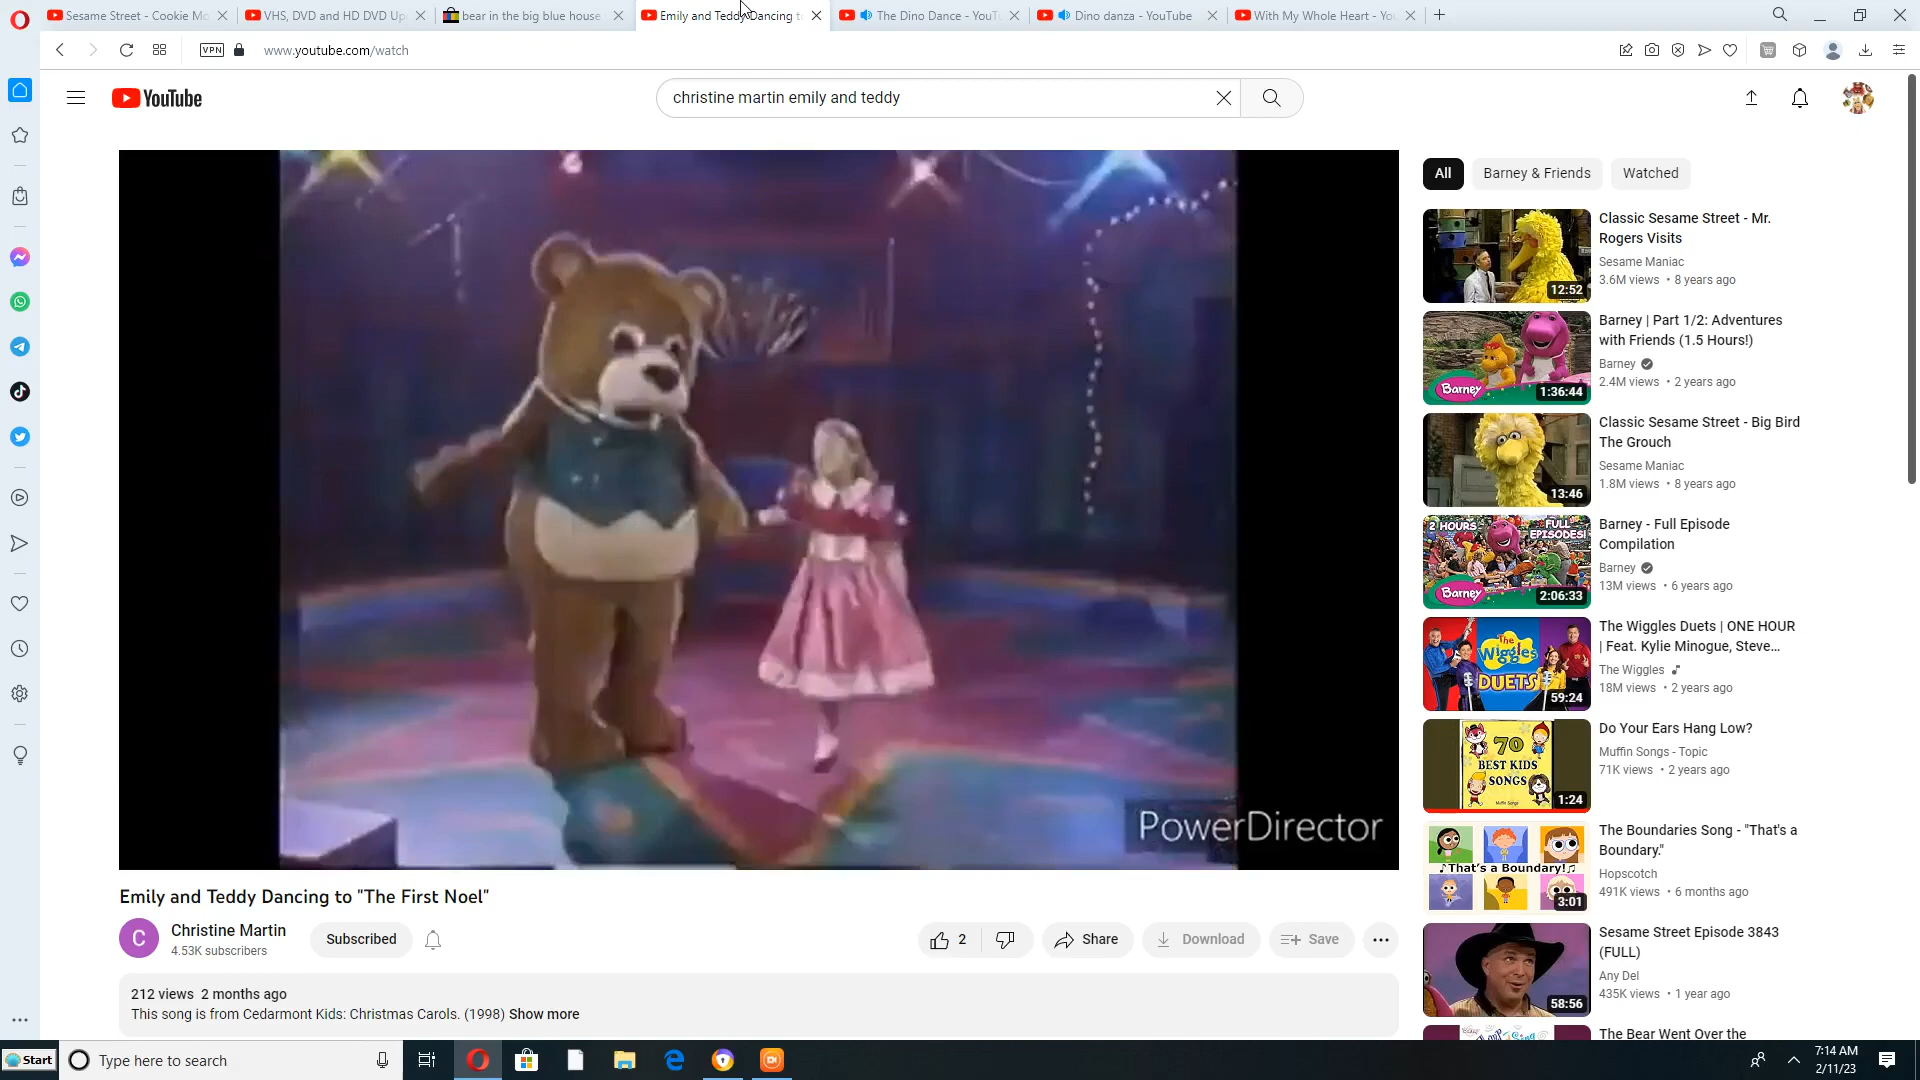 Sesame Street - Cookie Mo
VHS, DVD and HD DVD Up
bear in the big blue house
Emily and Teddy Dancing to
The Dino Dance - YouT
Dino danza - YouTube
With My Whole Heart - You
VPN
www.youtube.com/watch
YouTube
christine martin emily and teddy
PowerDirector
Emily and Teddy Dancing to "The First Noel"
C
Christine Martin
4.53K subscribers
Subscribed
2
Share
Download
Save
212 views 2 months ago
This song is from Cedarmont Kids: Christmas Carols. (1998) Show more
All
Barney & Friends
Watched
12:52
Classic Sesame Street - Mr.
Rogers Visits
Sesame Maniac
3.6M views • 8 years ago
Barney
1:36:44
Barney | Part 1/2: Adventures
with Friends (1.5 Hours!)
Barney
2.4M views • 2 years ago
13:46
Classic Sesame Street - Big Bird
The Grouch
Sesame Maniac
1.8M views • 8 years ago
2 HOURS
FULL
EPISODES!
Barney
2:06:33
Barney - Full Episode
Compilation
Barney
13M views • 6 years ago
The Wiggles
DUETS
59:24
The Wiggles Duets | ONE HOUR
| Feat. Kylie Minogue, Steve...
The Wiggles
18M views • 2 years ago
70
BEST KIDS
SONGS
Muffin Songs
1:24
Do Your Ears Hang Low?
Muffin Songs - Topic
71K views • 2 years ago
♪That's a Boundary!♫
3:01
The Boundaries Song - "That's a
Boundary."
Hopscotch
491K views • 6 months ago
58:56
Sesame Street Episode 3843
(FULL)
Any Del
435K views • 1 year ago
The Bear Went Over the
Start
Type here to search
7:14 AM
2/11/23